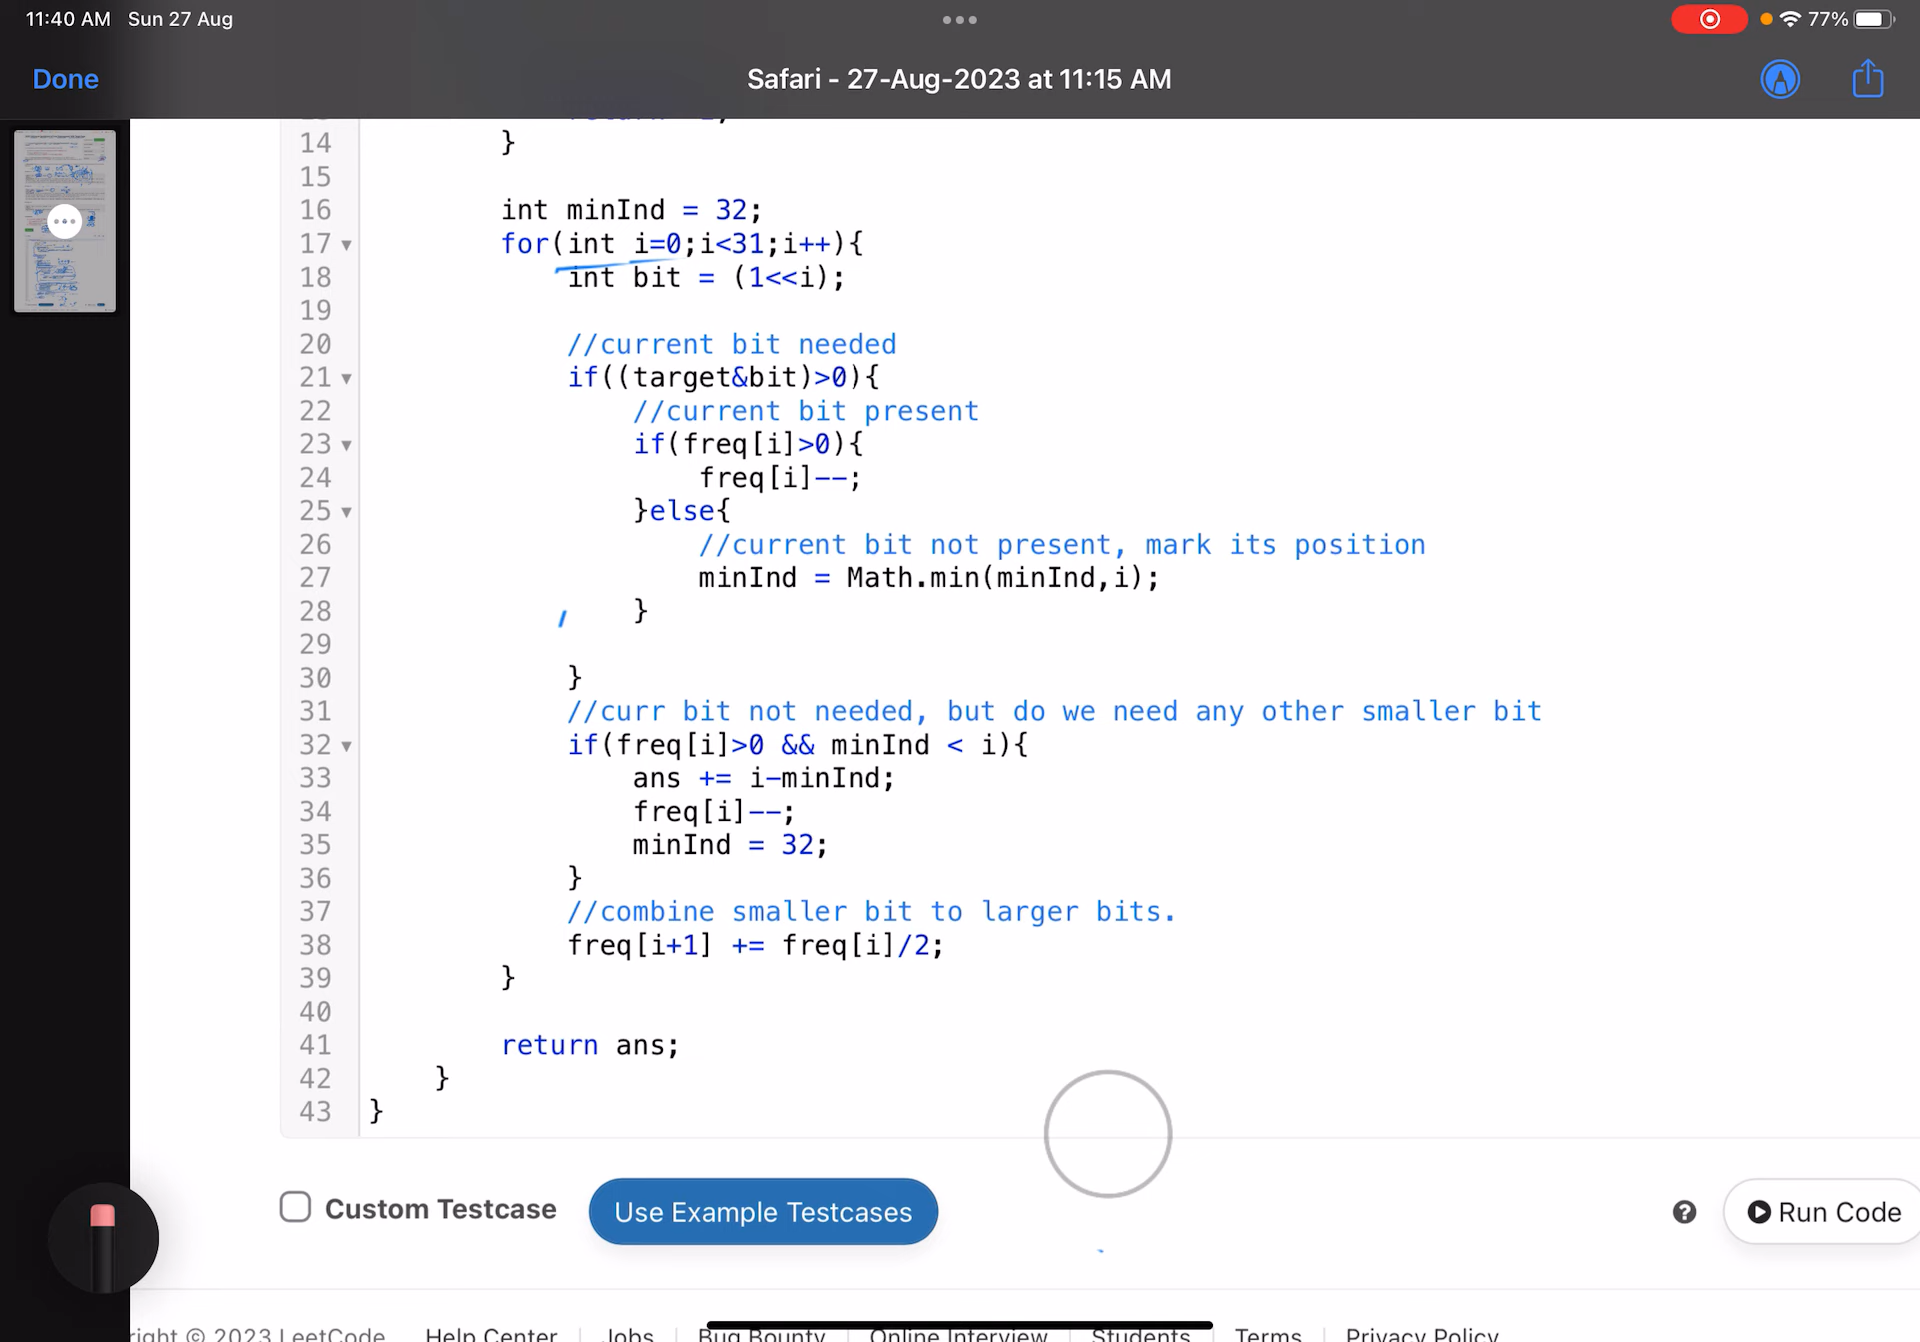 11:40 AM Sun 27 Aug
77%
Done
Safari - 27-Aug-2023 at 11:15 AM
14 }
15
16 int minInd = 32;
17 for(int i=0;i<31;i++){
18 int bit = (1<<i);
19
20 //current bit needed
21 if((target&bit)>0){
22 //current bit present
23 if(freq[i]>0){
24 freq[i]--;
25 }else{
26 //current bit not present, mark its position
27 minInd = Math.min(minInd,i);
28 }
29
30 }
31 //curr bit not needed, but do we need any other smaller bit
32 if(freq[i]>0 && minInd < i){
33 ans += i-minInd;
34 freq[i]--;
35 minInd = 32;
36 }
37 //combine smaller bit to larger bits.
38 freq[i+1] += freq[i]/2;
39 }
40
41 return ans;
42 }
43 }
Custom Testcase
Use Example Testcases
Run Code
right © 2023 LeetCode Help Center | Jobs | Bug Bounty | Online Interview | Students | Terms | Privacy Policy